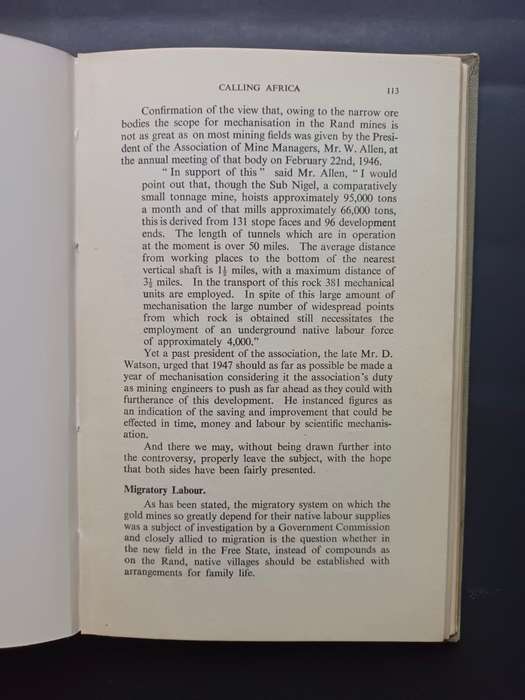 CALLING AFRICA 113
Confirmation of the view that, owing to the narrow ore
bodies the scope for mechanisation in the Rand mines is
not as great as on most mining fields was given by the Presi-
dent of the Association of Mine Managers, Mr. W. Allen, at
the annual meeting of that body on February 22nd, 1946.
" In support of this " said Mr. Allen, " I would
point out that, though the Sub Nigel, a comparatively
small tonnage mine, hoists approximately 95,000 tons
a month and of that mills approximately 66,000 tons,
this is derived from 131 stope faces and 96 development
ends. The length of tunnels which are in operation
at the moment is over 50 miles. The average distance
from working places to the bottom of the nearest
vertical shaft is 1½ miles, with a maximum distance of
3½ miles. In the transport of this rock 381 mechanical
units are employed. In spite of this large amount of
mechanisation the large number of widespread points
from which rock is obtained still necessitates the
employment of an underground native labour force
of approximately 4,000."
Yet a past president of the association, the late Mr. D.
Watson, urged that 1947 should as far as possible be made a
year of mechanisation considering it the association's duty
as mining engineers to push as far ahead as they could with
furtherance of this development. He instanced figures as
an indication of the saving and improvement that could be
effected in time, money and labour by scientific mechanis-
ation.
And there we may, without being drawn further into
the controversy, properly leave the subject, with the hope
that both sides have been fairly presented.
Migratory Labour.
As has been stated, the migratory system on which the
gold mines so greatly depend for their native labour supplies
was a subject of investigation by a Government Commission
and closely allied to migration is the question whether in
the new field in the Free State, instead of compounds as
on the Rand, native villages should be established with
arrangements for family life.